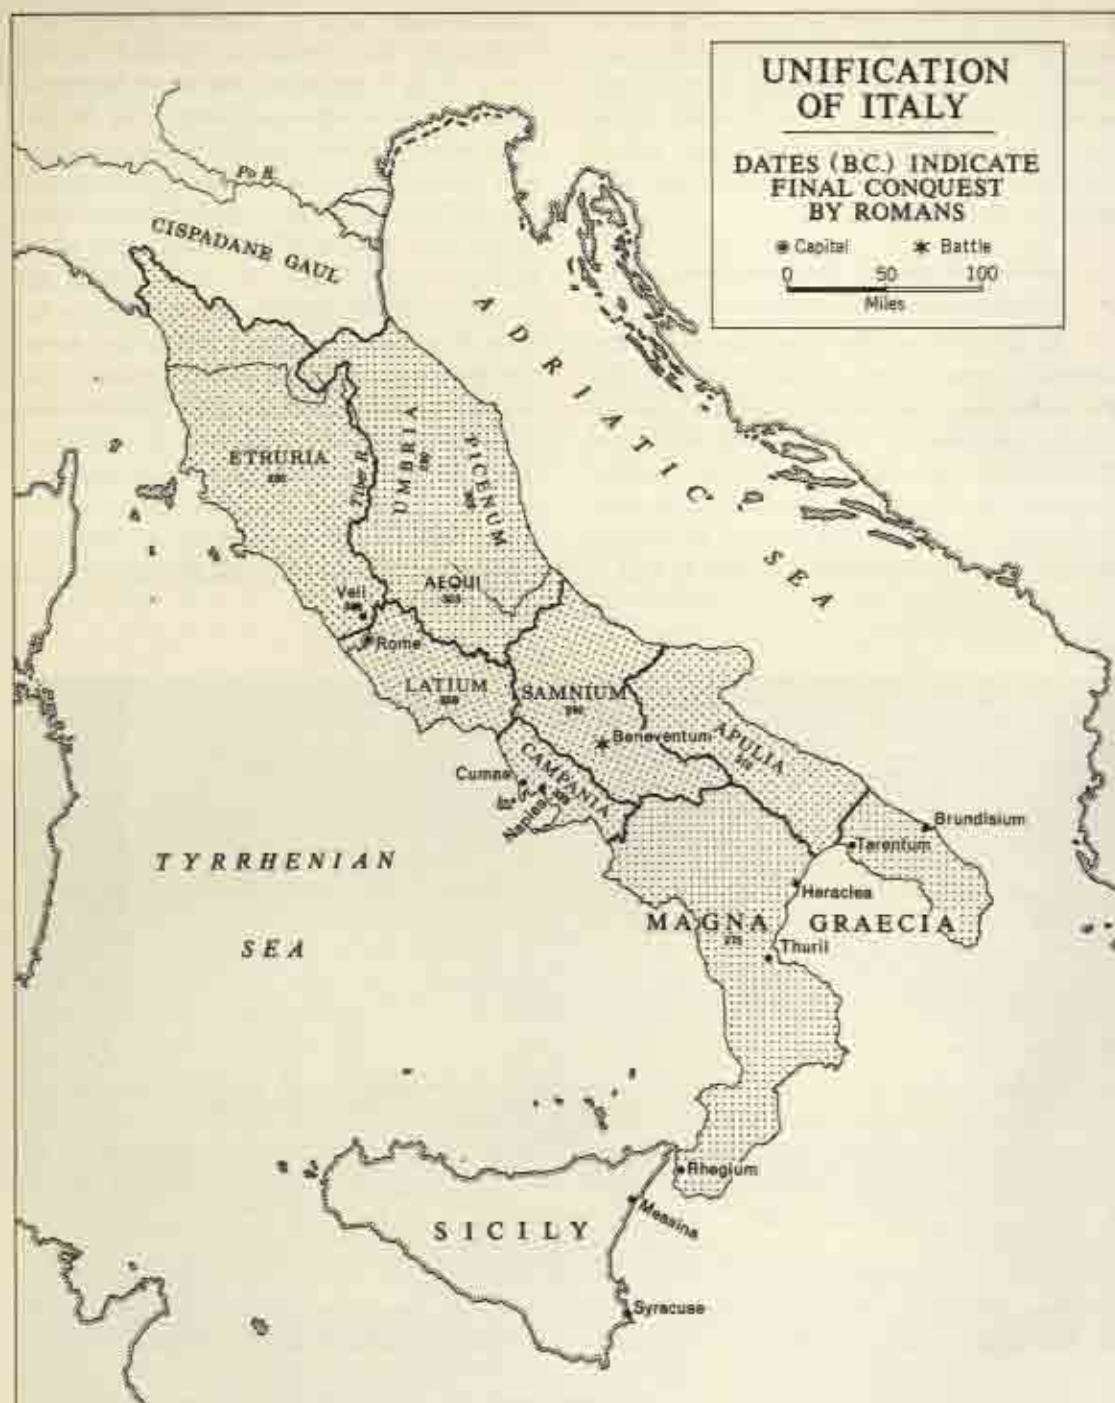 UNIFICATION
OF ITALY
DATES (B.C.) INDICATE
FINAL CONQUEST
BY ROMANS
Capital
Battle
0 50 100
Miles
Po R.
CISPADANE GAUL
ADRIATIC SEA
ETRURIA
Tiber R.
UMBRIA
PICENUM
AEQUI
Veii
Rome
LATIUM
SAMNIUM
Beneventum
APULIA
CAMPANIA
Cumae
Naples
Brundisium
Tarentum
Heraclea
MAGNA GRAECIA
Thurii
TYRRHENIAN
SEA
Rhegium
Messina
SICILY
Syracuse